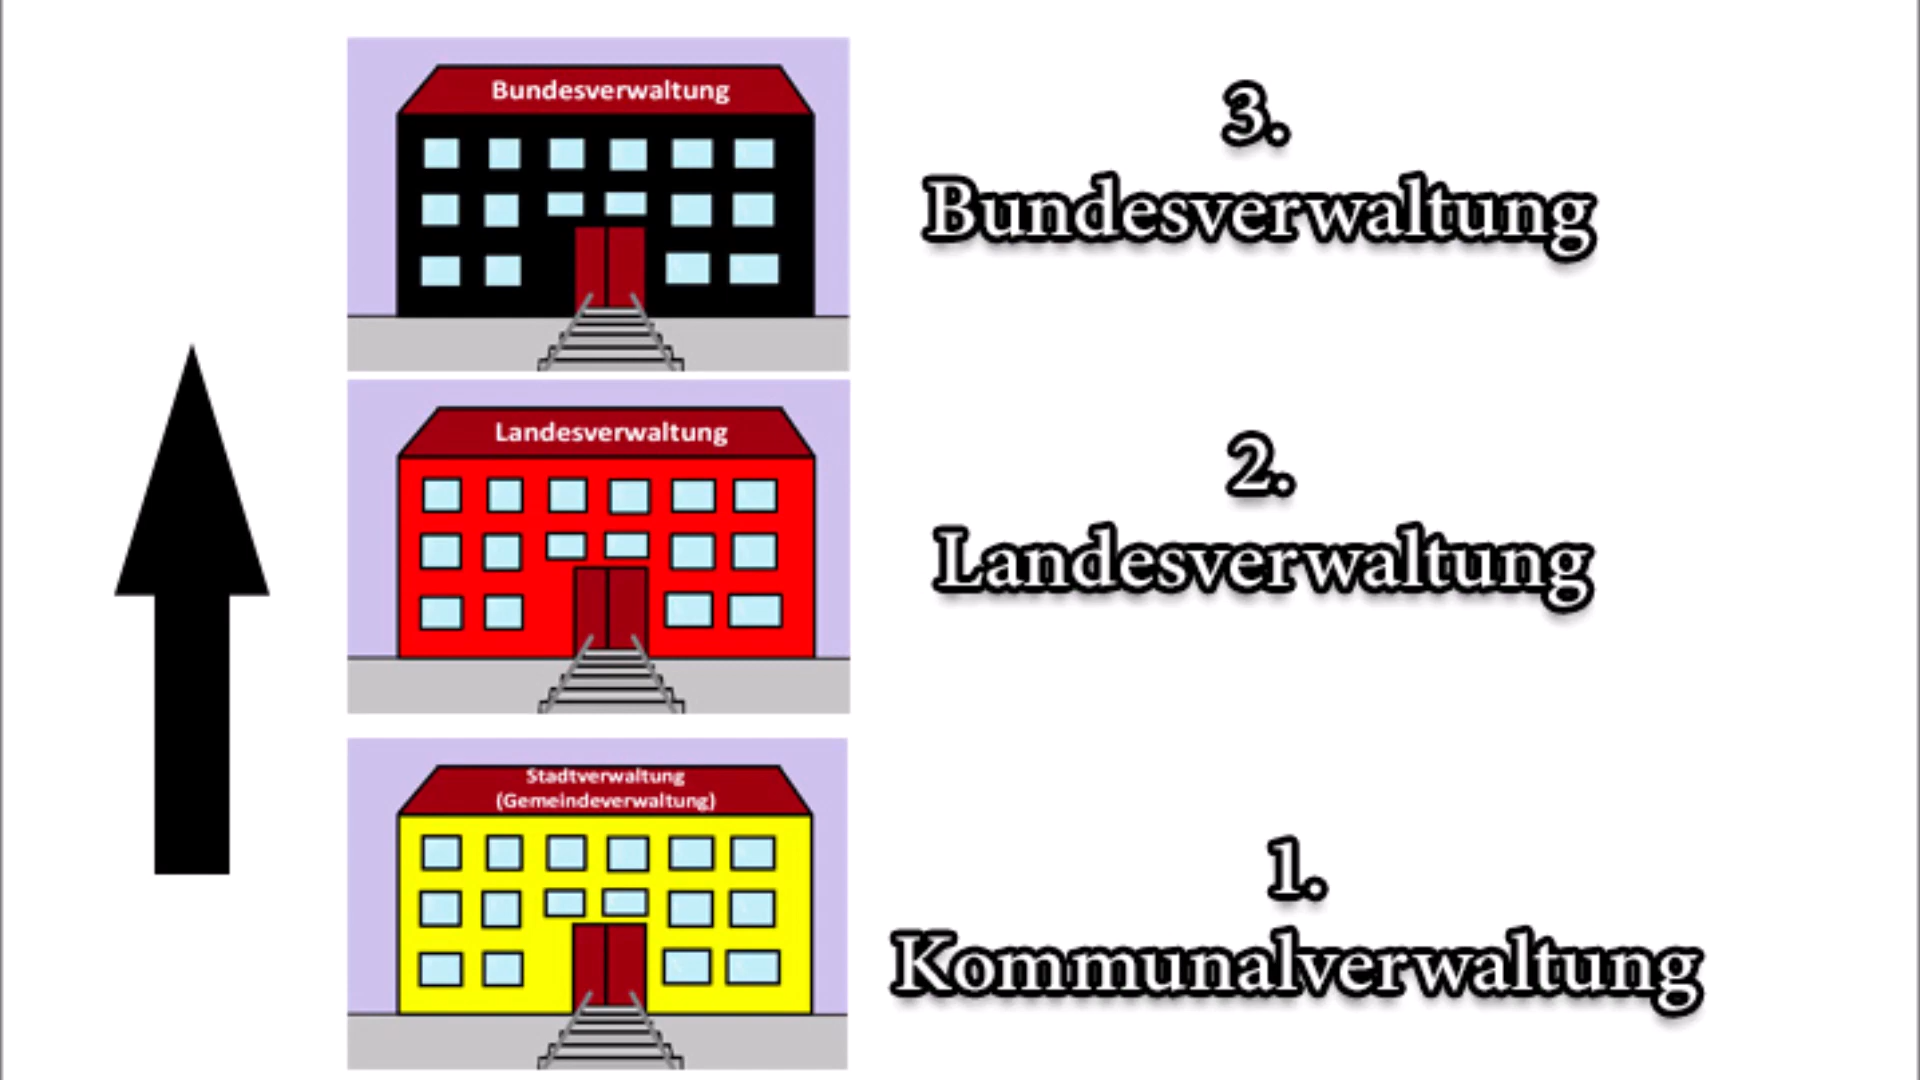 Bundesverwaltung
3.
Bundesverwaltung
Landesverwaltung
2.
Landesverwaltung
Stadtverwaltung
(Gemeindeverwaltung)
1.
Kommunalverwaltung